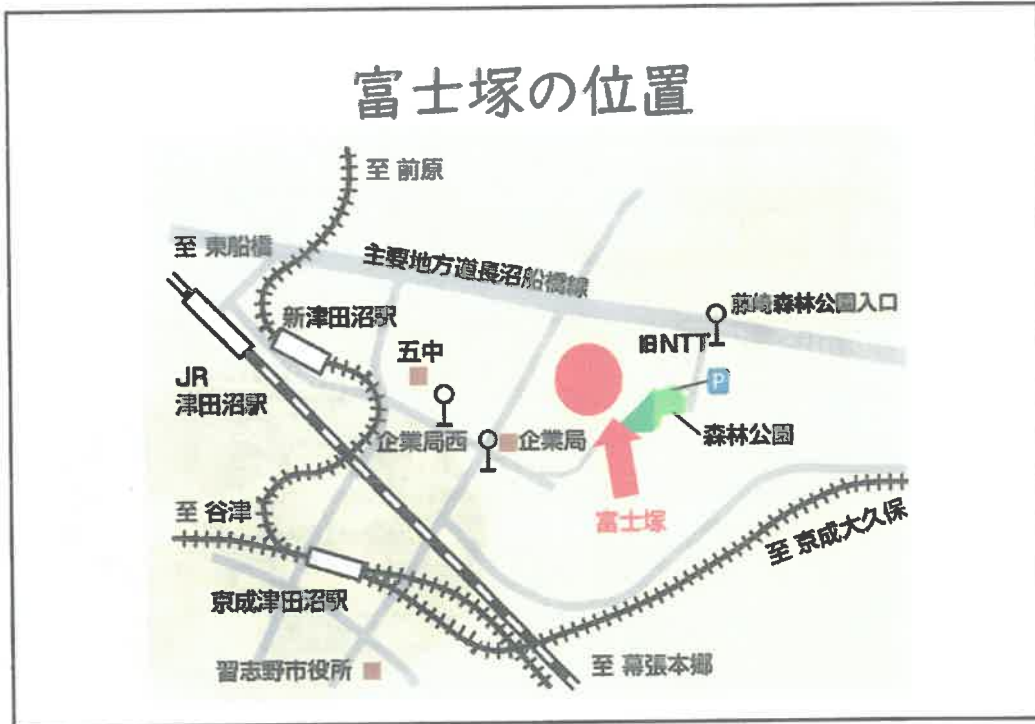 富士塚の位置
至 前原
至 東船橋
主要地方道長沼船橋線
藤崎森林公園入口
新津田沼駅
旧NTT
五中
P
JR
津田沼駅
森林公園
企業局西
企業局
至 谷津
富士塚
至 京成大久保
京成津田沼駅
習志野市役所
至 幕張本郷